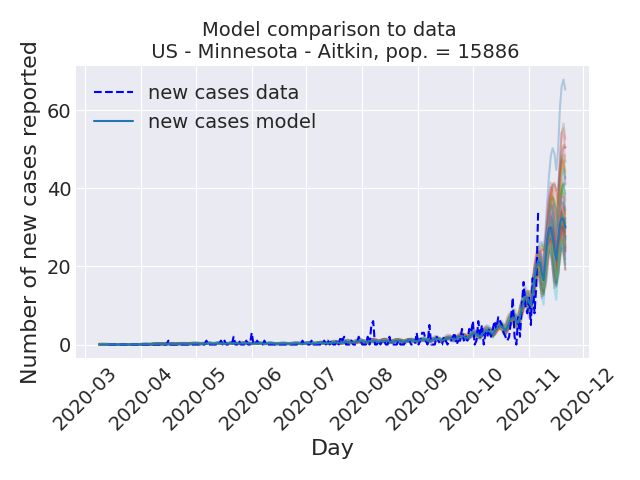 Model comparison to data
US - Minnesota - Aitkin, pop. = 15886
Number of new cases reported
new cases data
new cases model
60
40
20
0
2020-03
2020-04
2020-05
2020-06
2020-07
2020-08
2020-09
2020-10
2020-11
2020-12
Day